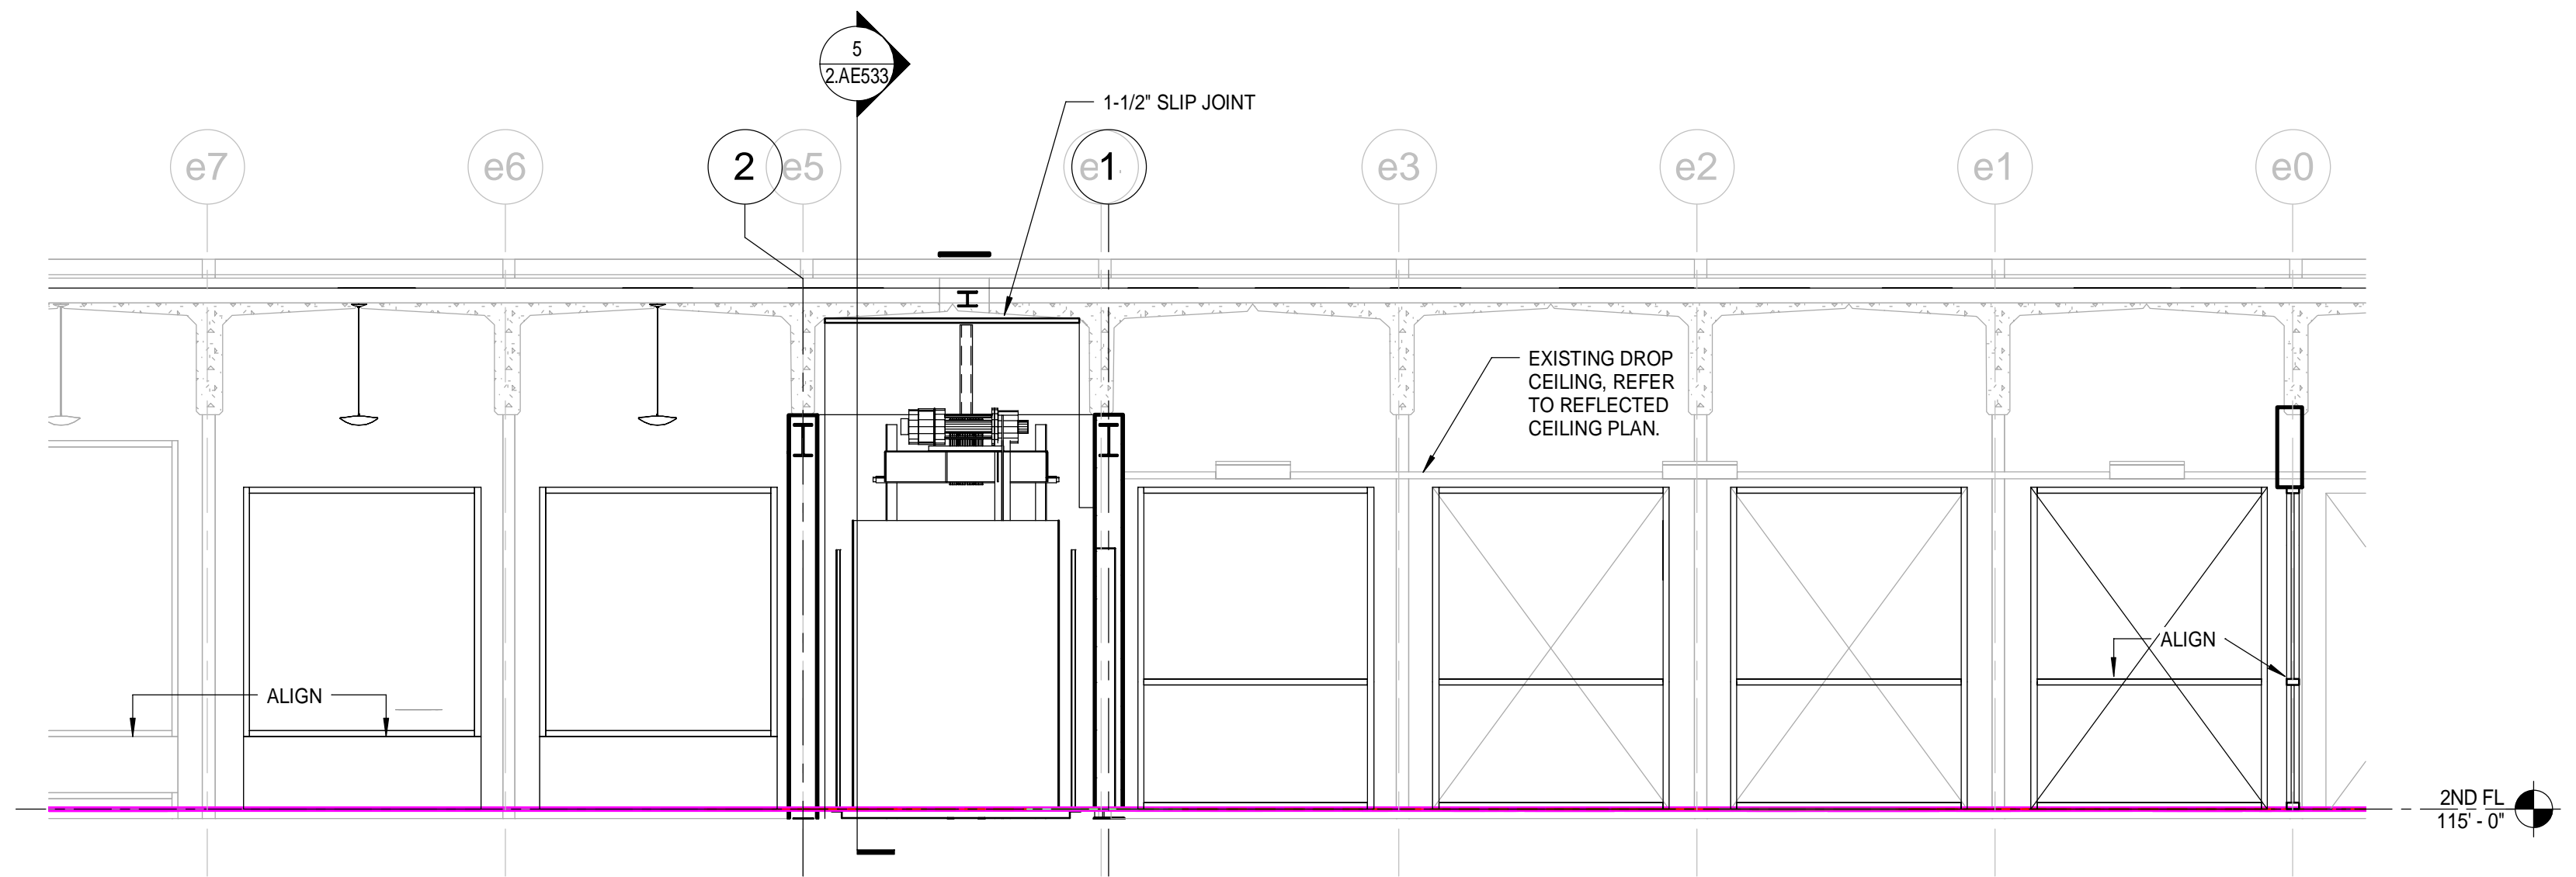 5
2.AE533
1-1/2" SLIP JOINT
e7
e6
2
e5
1
e3
e2
e1
e0
EXISTING DROP
CEILING, REFER
TO REFLECTED
CEILING PLAN.
ALIGN
ALIGN
2ND FL
115' - 0"